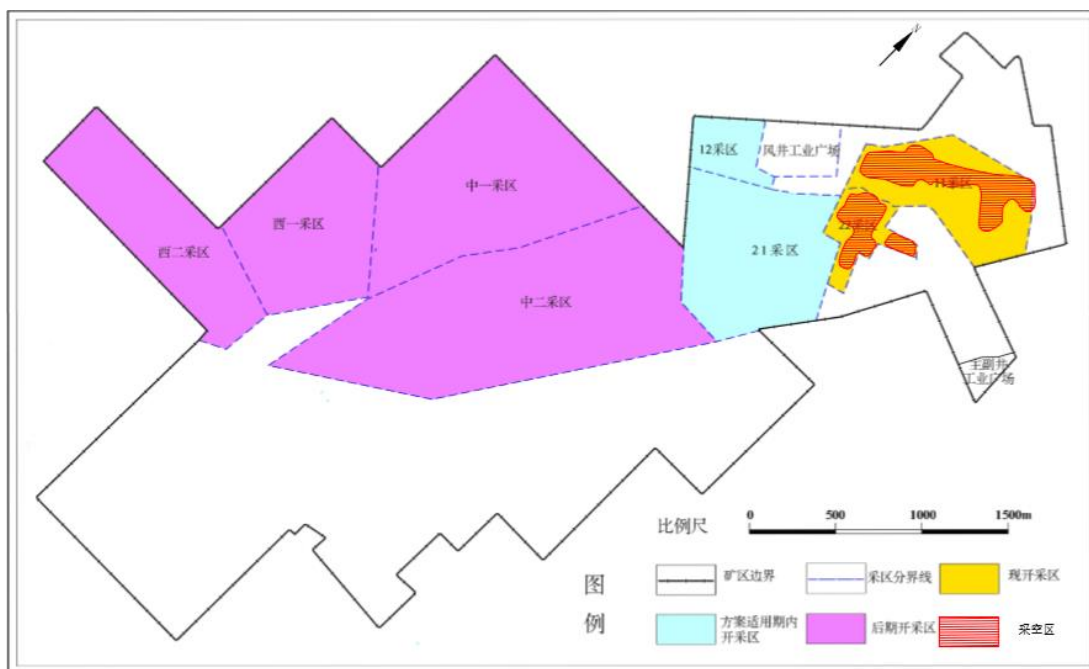 N
12采区
风井工业广场
11采区
中一采区
西一采区
22采区
西二采区
21采区
中二采区
主副井
工业广场
比例尺
0
500
1000
1500m
图
例
矿区边界
采区分界线
现开采区
方案适用期内
开采区
后期开采区
采空区